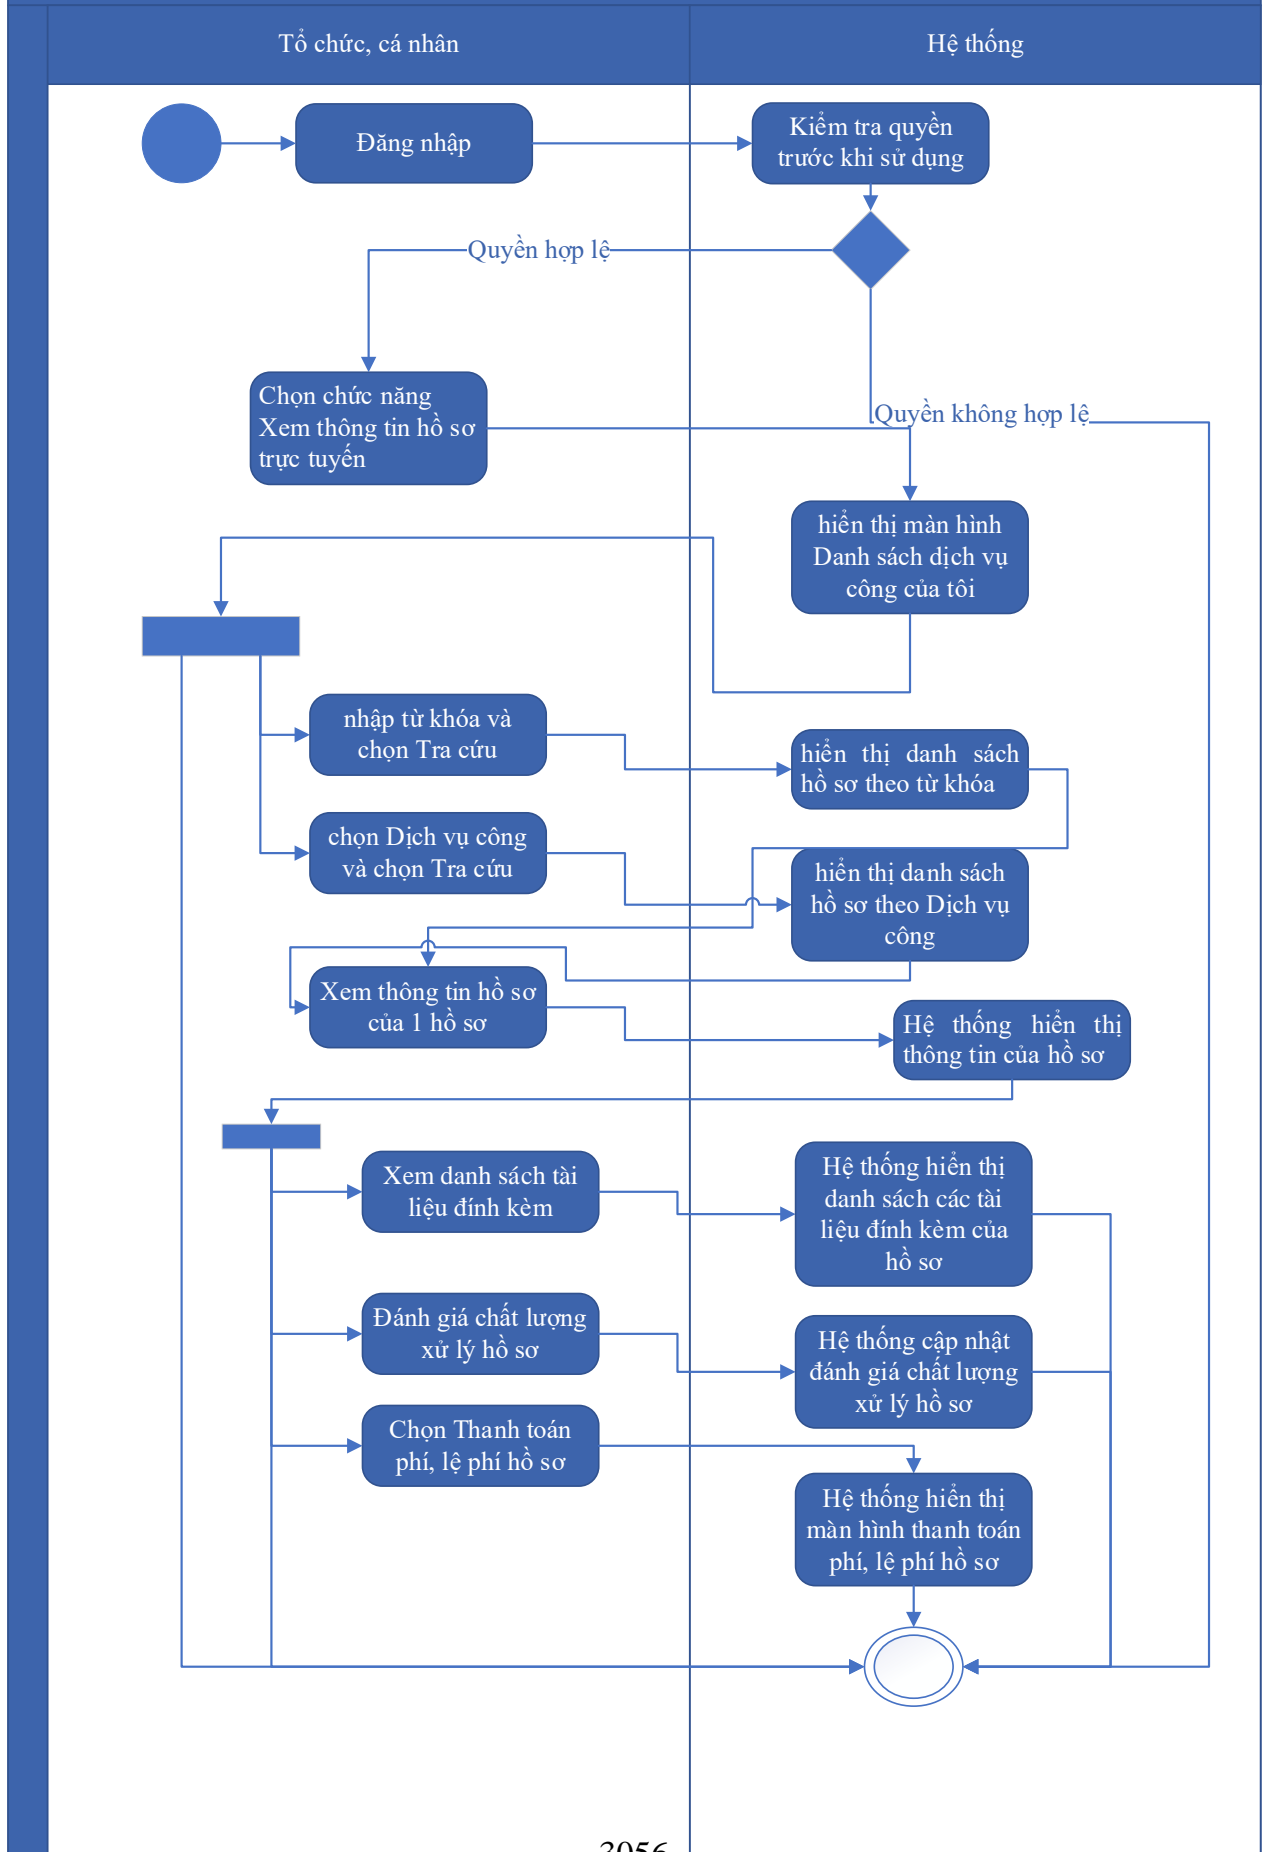 Tổ chức, cá nhân
Hệ thống
Đăng nhập
Kiểm tra quyền
trước khi sử dụng
Quyền hợp lệ
Chọn chức năng
Xem thông tin hồ sơ
trực tuyến
Quyền không hợp lệ
hiển thị màn hình
Danh sách dịch vụ
công của tôi
nhập từ khóa và
chọn Tra cứu
hiển thị danh sách
hồ sơ theo từ khóa
chọn Dịch vụ công
và chọn Tra cứu
hiển thị danh sách
hồ sơ theo Dịch vụ
công
Xem thông tin hồ sơ
của 1 hồ sơ
Hệ thống hiển thị
thông tin của hồ sơ
Xem danh sách tài
liệu đính kèm
Hệ thống hiển thị
danh sách các tài
liệu đính kèm của
hồ sơ
Đánh giá chất lượng
xử lý hồ sơ
Hệ thống cập nhật
đánh giá chất lượng
xử lý hồ sơ
Chọn Thanh toán
phí, lệ phí hồ sơ
Hệ thống hiển thị
màn hình thanh toán
phí, lệ phí hồ sơ
3056